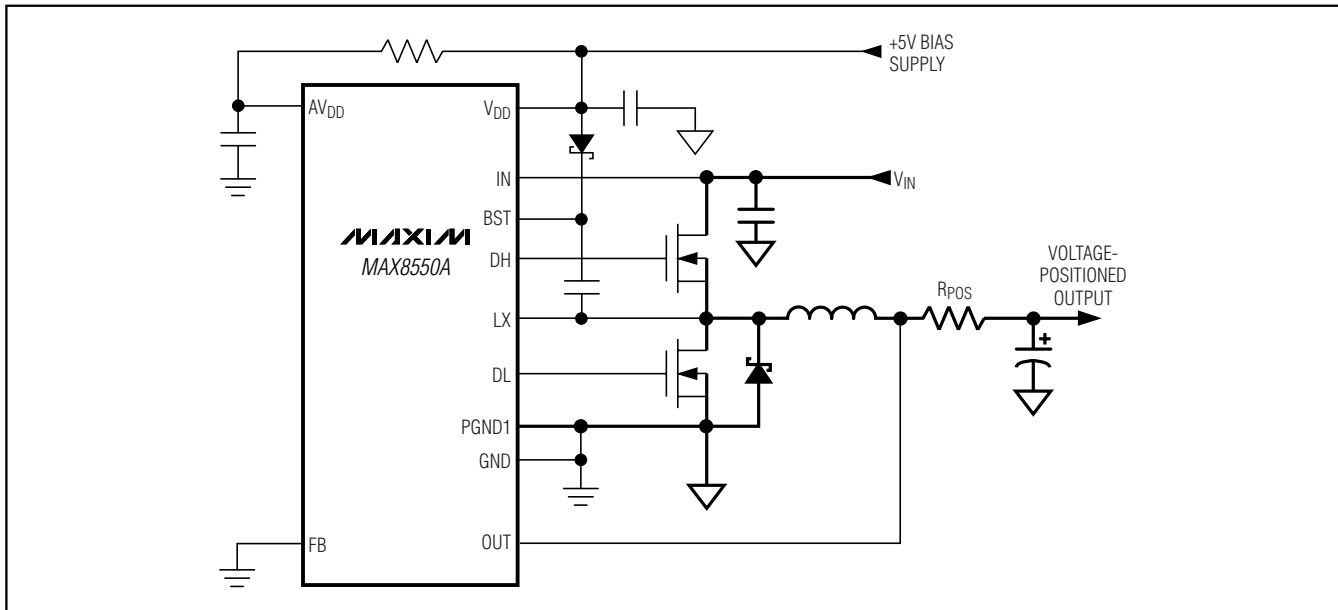 +5V BIAS
SUPPLY
AVDD
VDD
IN
VIN
BST
MAXIM
MAX8550A
DH
VOLTAGE-
POSITIONED
OUTPUT
RPOS
LX
+
DL
PGND1
GND
FB
OUT